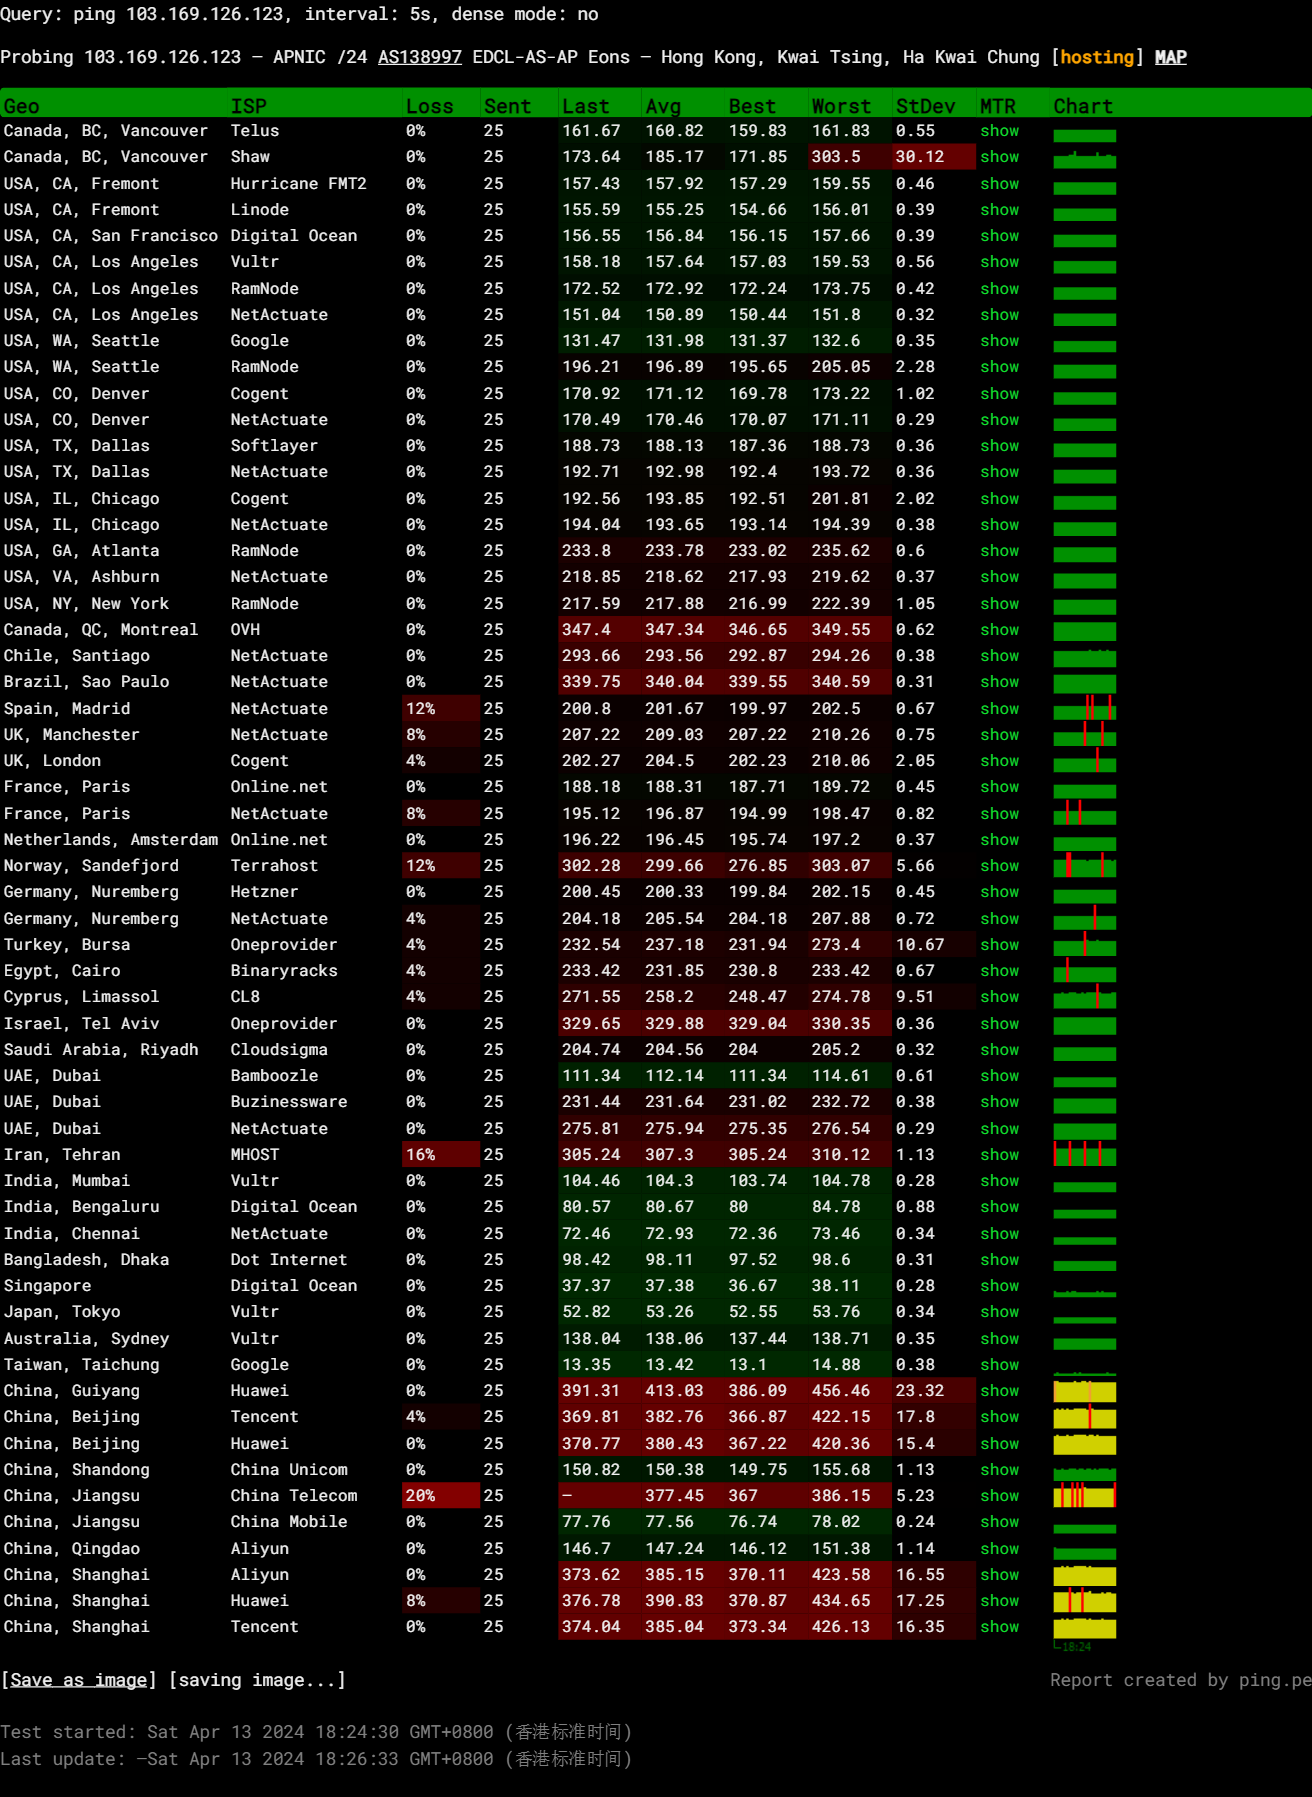 Query: ping 103.169.126.123, interval: 5s, dense mode: no
Probing 103.169.126.123 — APNIC /24 AS138997 EDCL-AS-AP Eons — Hong Kong, Kwai Tsing, Ha Kwai Chung [hosting] MAP
Geo ISP Loss Sent Last Avg Best Worst StDev MTR Chart
Canada, BC, Vancouver Telus 0% 25 161.67 160.82 159.83 161.83 0.55 show
Canada, BC, Vancouver Shaw 0% 25 173.64 185.17 171.85 303.5 30.12 show
USA, CA, Fremont Hurricane FMT2 0% 25 157.43 157.92 157.29 159.55 0.46 show
USA, CA, Fremont Linode 0% 25 155.59 155.25 154.66 156.01 0.39 show
USA, CA, San Francisco Digital Ocean 0% 25 156.55 156.84 156.15 157.66 0.39 show
USA, CA, Los Angeles Vultr 0% 25 158.18 157.64 157.03 159.53 0.56 show
USA, CA, Los Angeles RamNode 0% 25 172.52 172.92 172.24 173.75 0.42 show
USA, CA, Los Angeles NetActuate 0% 25 151.04 150.89 150.44 151.8 0.32 show
USA, WA, Seattle Google 0% 25 131.47 131.98 131.37 132.6 0.35 show
USA, WA, Seattle RamNode 0% 25 196.21 196.89 195.65 205.05 2.28 show
USA, CO, Denver Cogent 0% 25 170.92 171.12 169.78 173.22 1.02 show
USA, CO, Denver NetActuate 0% 25 170.49 170.46 170.07 171.11 0.29 show
USA, TX, Dallas Softlayer 0% 25 188.73 188.13 187.36 188.73 0.36 show
USA, TX, Dallas NetActuate 0% 25 192.71 192.98 192.4 193.72 0.36 show
USA, IL, Chicago Cogent 0% 25 192.56 193.85 192.51 201.81 2.02 show
USA, IL, Chicago NetActuate 0% 25 194.04 193.65 193.14 194.39 0.38 show
USA, GA, Atlanta RamNode 0% 25 233.8 233.78 233.02 235.62 0.6 show
USA, VA, Ashburn NetActuate 0% 25 218.85 218.62 217.93 219.62 0.37 show
USA, NY, New York RamNode 0% 25 217.59 217.88 216.99 222.39 1.05 show
Canada, QC, Montreal OVH 0% 25 347.4 347.34 346.65 349.55 0.62 show
Chile, Santiago NetActuate 0% 25 293.66 293.56 292.87 294.26 0.38 show
Brazil, Sao Paulo NetActuate 0% 25 339.75 340.04 339.55 340.59 0.31 show
Spain, Madrid NetActuate 12% 25 200.8 201.67 199.97 202.5 0.67 show
UK, Manchester NetActuate 8% 25 207.22 209.03 207.22 210.26 0.75 show
UK, London Cogent 4% 25 202.27 204.5 202.23 210.06 2.05 show
France, Paris Online.net 0% 25 188.18 188.31 187.71 189.72 0.45 show
France, Paris NetActuate 8% 25 195.12 196.87 194.99 198.47 0.82 show
Netherlands, Amsterdam Online.net 0% 25 196.22 196.45 195.74 197.2 0.37 show
Norway, Sandefjord Terrahost 12% 25 302.28 299.66 276.85 303.07 5.66 show
Germany, Nuremberg Hetzner 0% 25 200.45 200.33 199.84 202.15 0.45 show
Germany, Nuremberg NetActuate 4% 25 204.18 205.54 204.18 207.88 0.72 show
Turkey, Bursa Oneprovider 4% 25 232.54 237.18 231.94 273.4 10.67 show
Egypt, Cairo Binaryracks 4% 25 233.42 231.85 230.8 233.42 0.67 show
Cyprus, Limassol CL8 4% 25 271.55 258.2 248.47 274.78 9.51 show
Israel, Tel Aviv Oneprovider 0% 25 329.65 329.88 329.04 330.35 0.36 show
Saudi Arabia, Riyadh Cloudsigma 0% 25 204.74 204.56 204 205.2 0.32 show
UAE, Dubai Bamboozle 0% 25 111.34 112.14 111.34 114.61 0.61 show
UAE, Dubai Buzinessware 0% 25 231.44 231.64 231.02 232.72 0.38 show
UAE, Dubai NetActuate 0% 25 275.81 275.94 275.35 276.54 0.29 show
Iran, Tehran MHOST 16% 25 305.24 307.3 305.24 310.12 1.13 show
India, Mumbai Vultr 0% 25 104.46 104.3 103.74 104.78 0.28 show
India, Bengaluru Digital Ocean 0% 25 80.57 80.67 80 84.78 0.88 show
India, Chennai NetActuate 0% 25 72.46 72.93 72.36 73.46 0.34 show
Bangladesh, Dhaka Dot Internet 0% 25 98.42 98.11 97.52 98.6 0.31 show
Singapore Digital Ocean 0% 25 37.37 37.38 36.67 38.11 0.28 show
Japan, Tokyo Vultr 0% 25 52.82 53.26 52.55 53.76 0.34 show
Australia, Sydney Vultr 0% 25 138.04 138.06 137.44 138.71 0.35 show
Taiwan, Taichung Google 0% 25 13.35 13.42 13.1 14.88 0.38 show
China, Guiyang Huawei 0% 25 391.31 413.03 386.09 456.46 23.32 show
China, Beijing Tencent 4% 25 369.81 382.76 366.87 422.15 17.8 show
China, Beijing Huawei 0% 25 370.77 380.43 367.22 420.36 15.4 show
China, Shandong China Unicom 0% 25 150.82 150.38 149.75 155.68 1.13 show
China, Jiangsu China Telecom 20% 25 — 377.45 367 386.15 5.23 show
China, Jiangsu China Mobile 0% 25 77.76 77.56 76.74 78.02 0.24 show
China, Qingdao Aliyun 0% 25 146.7 147.24 146.12 151.38 1.14 show
China, Shanghai Aliyun 0% 25 373.62 385.15 370.11 423.58 16.55 show
China, Shanghai Huawei 8% 25 376.78 390.83 370.87 434.65 17.25 show
China, Shanghai Tencent 0% 25 374.04 385.04 373.34 426.13 16.35 show
18:24
[Save as image] [saving image...] Report created by ping.pe
Test started: Sat Apr 13 2024 18:24:30 GMT+0800 (香港标准时间)
Last update: —Sat Apr 13 2024 18:26:33 GMT+0800 (香港标准时间)